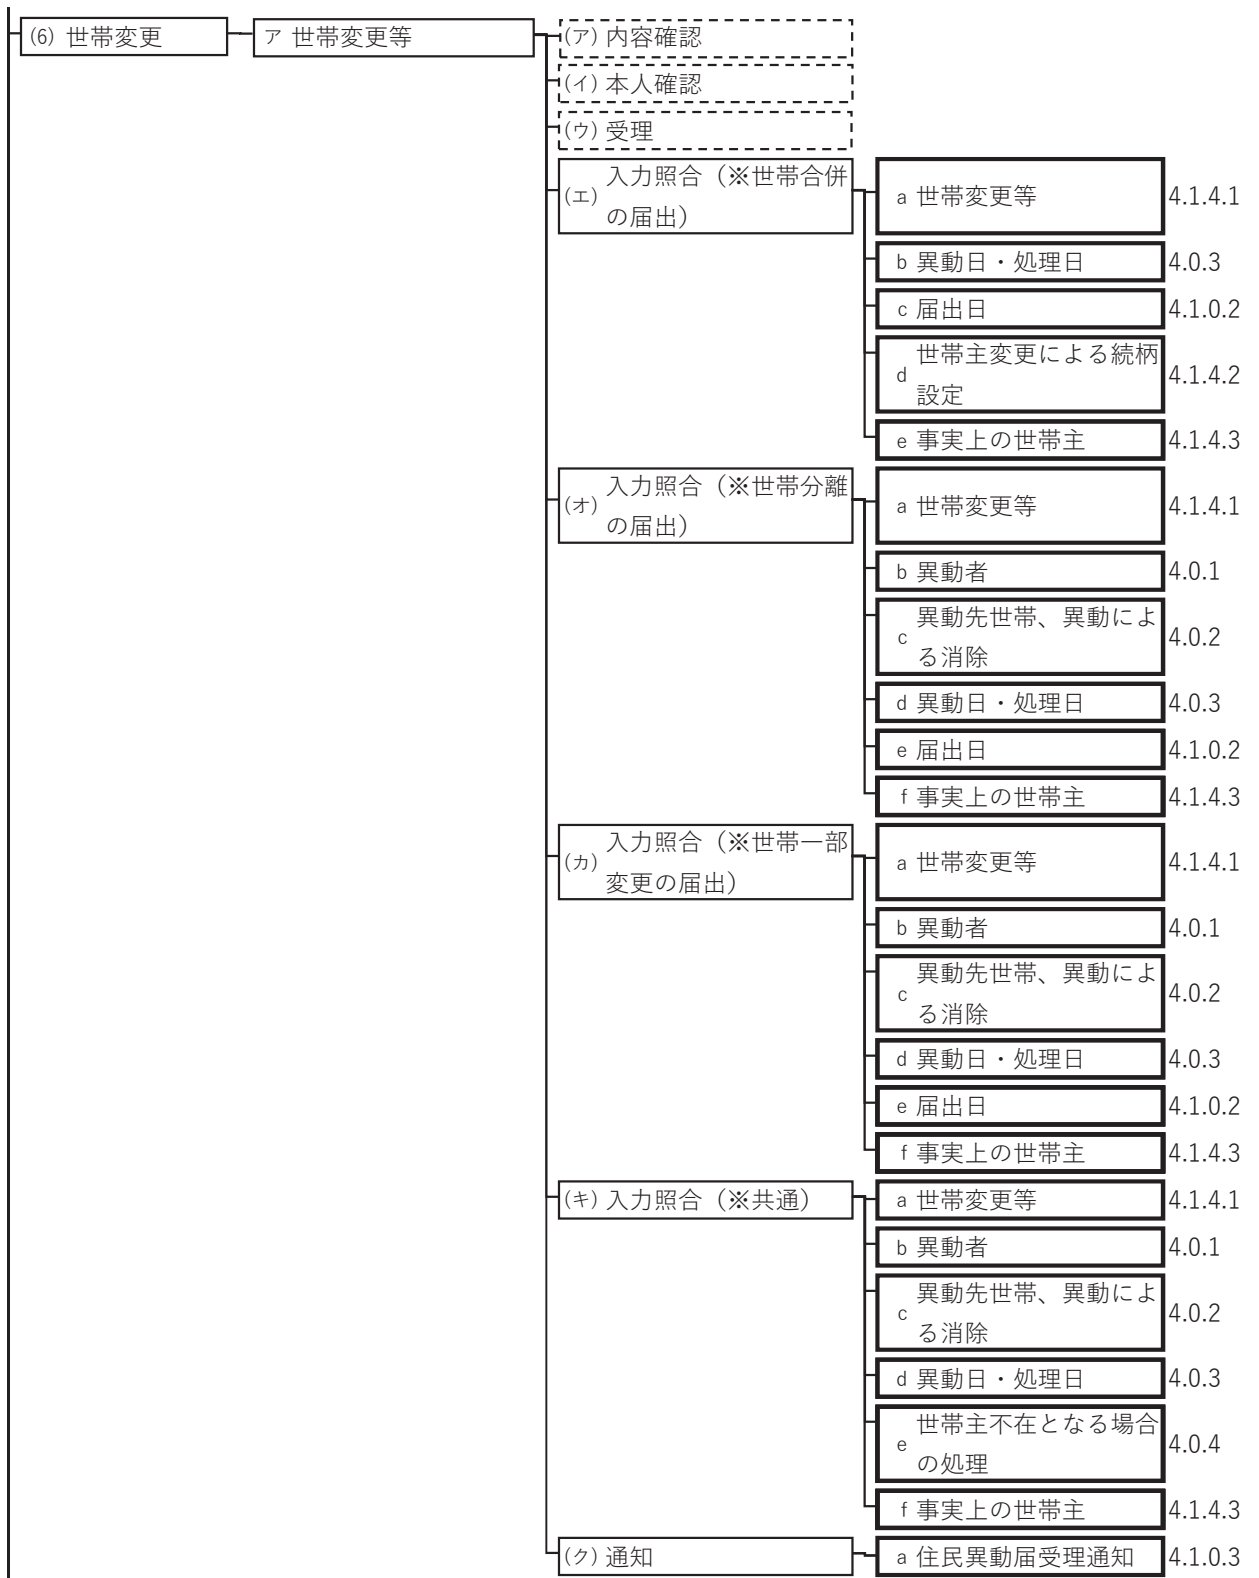 (6) 世帯変更
ア 世帯変更等
(ア) 内容確認
(イ) 本人確認
(ウ) 受理
(エ) 入力照合（※世帯合併
の届出）
a 世帯変更等 4.1.4.1
b 異動日・処理日 4.0.3
c 届出日 4.1.0.2
d 世帯主変更による続柄
設定 4.1.4.2
e 事実上の世帯主 4.1.4.3
(オ) 入力照合（※世帯分離
の届出）
a 世帯変更等 4.1.4.1
b 異動者 4.0.1
c 異動先世帯、異動によ
る消除 4.0.2
d 異動日・処理日 4.0.3
e 届出日 4.1.0.2
f 事実上の世帯主 4.1.4.3
(カ) 入力照合（※世帯一部
変更の届出）
a 世帯変更等 4.1.4.1
b 異動者 4.0.1
c 異動先世帯、異動によ
る消除 4.0.2
d 異動日・処理日 4.0.3
e 届出日 4.1.0.2
f 事実上の世帯主 4.1.4.3
(キ) 入力照合（※共通）
a 世帯変更等 4.1.4.1
b 異動者 4.0.1
c 異動先世帯、異動によ
る消除 4.0.2
d 異動日・処理日 4.0.3
e 世帯主不在となる場合
の処理 4.0.4
f 事実上の世帯主 4.1.4.3
(ク) 通知
a 住民異動届受理通知 4.1.0.3